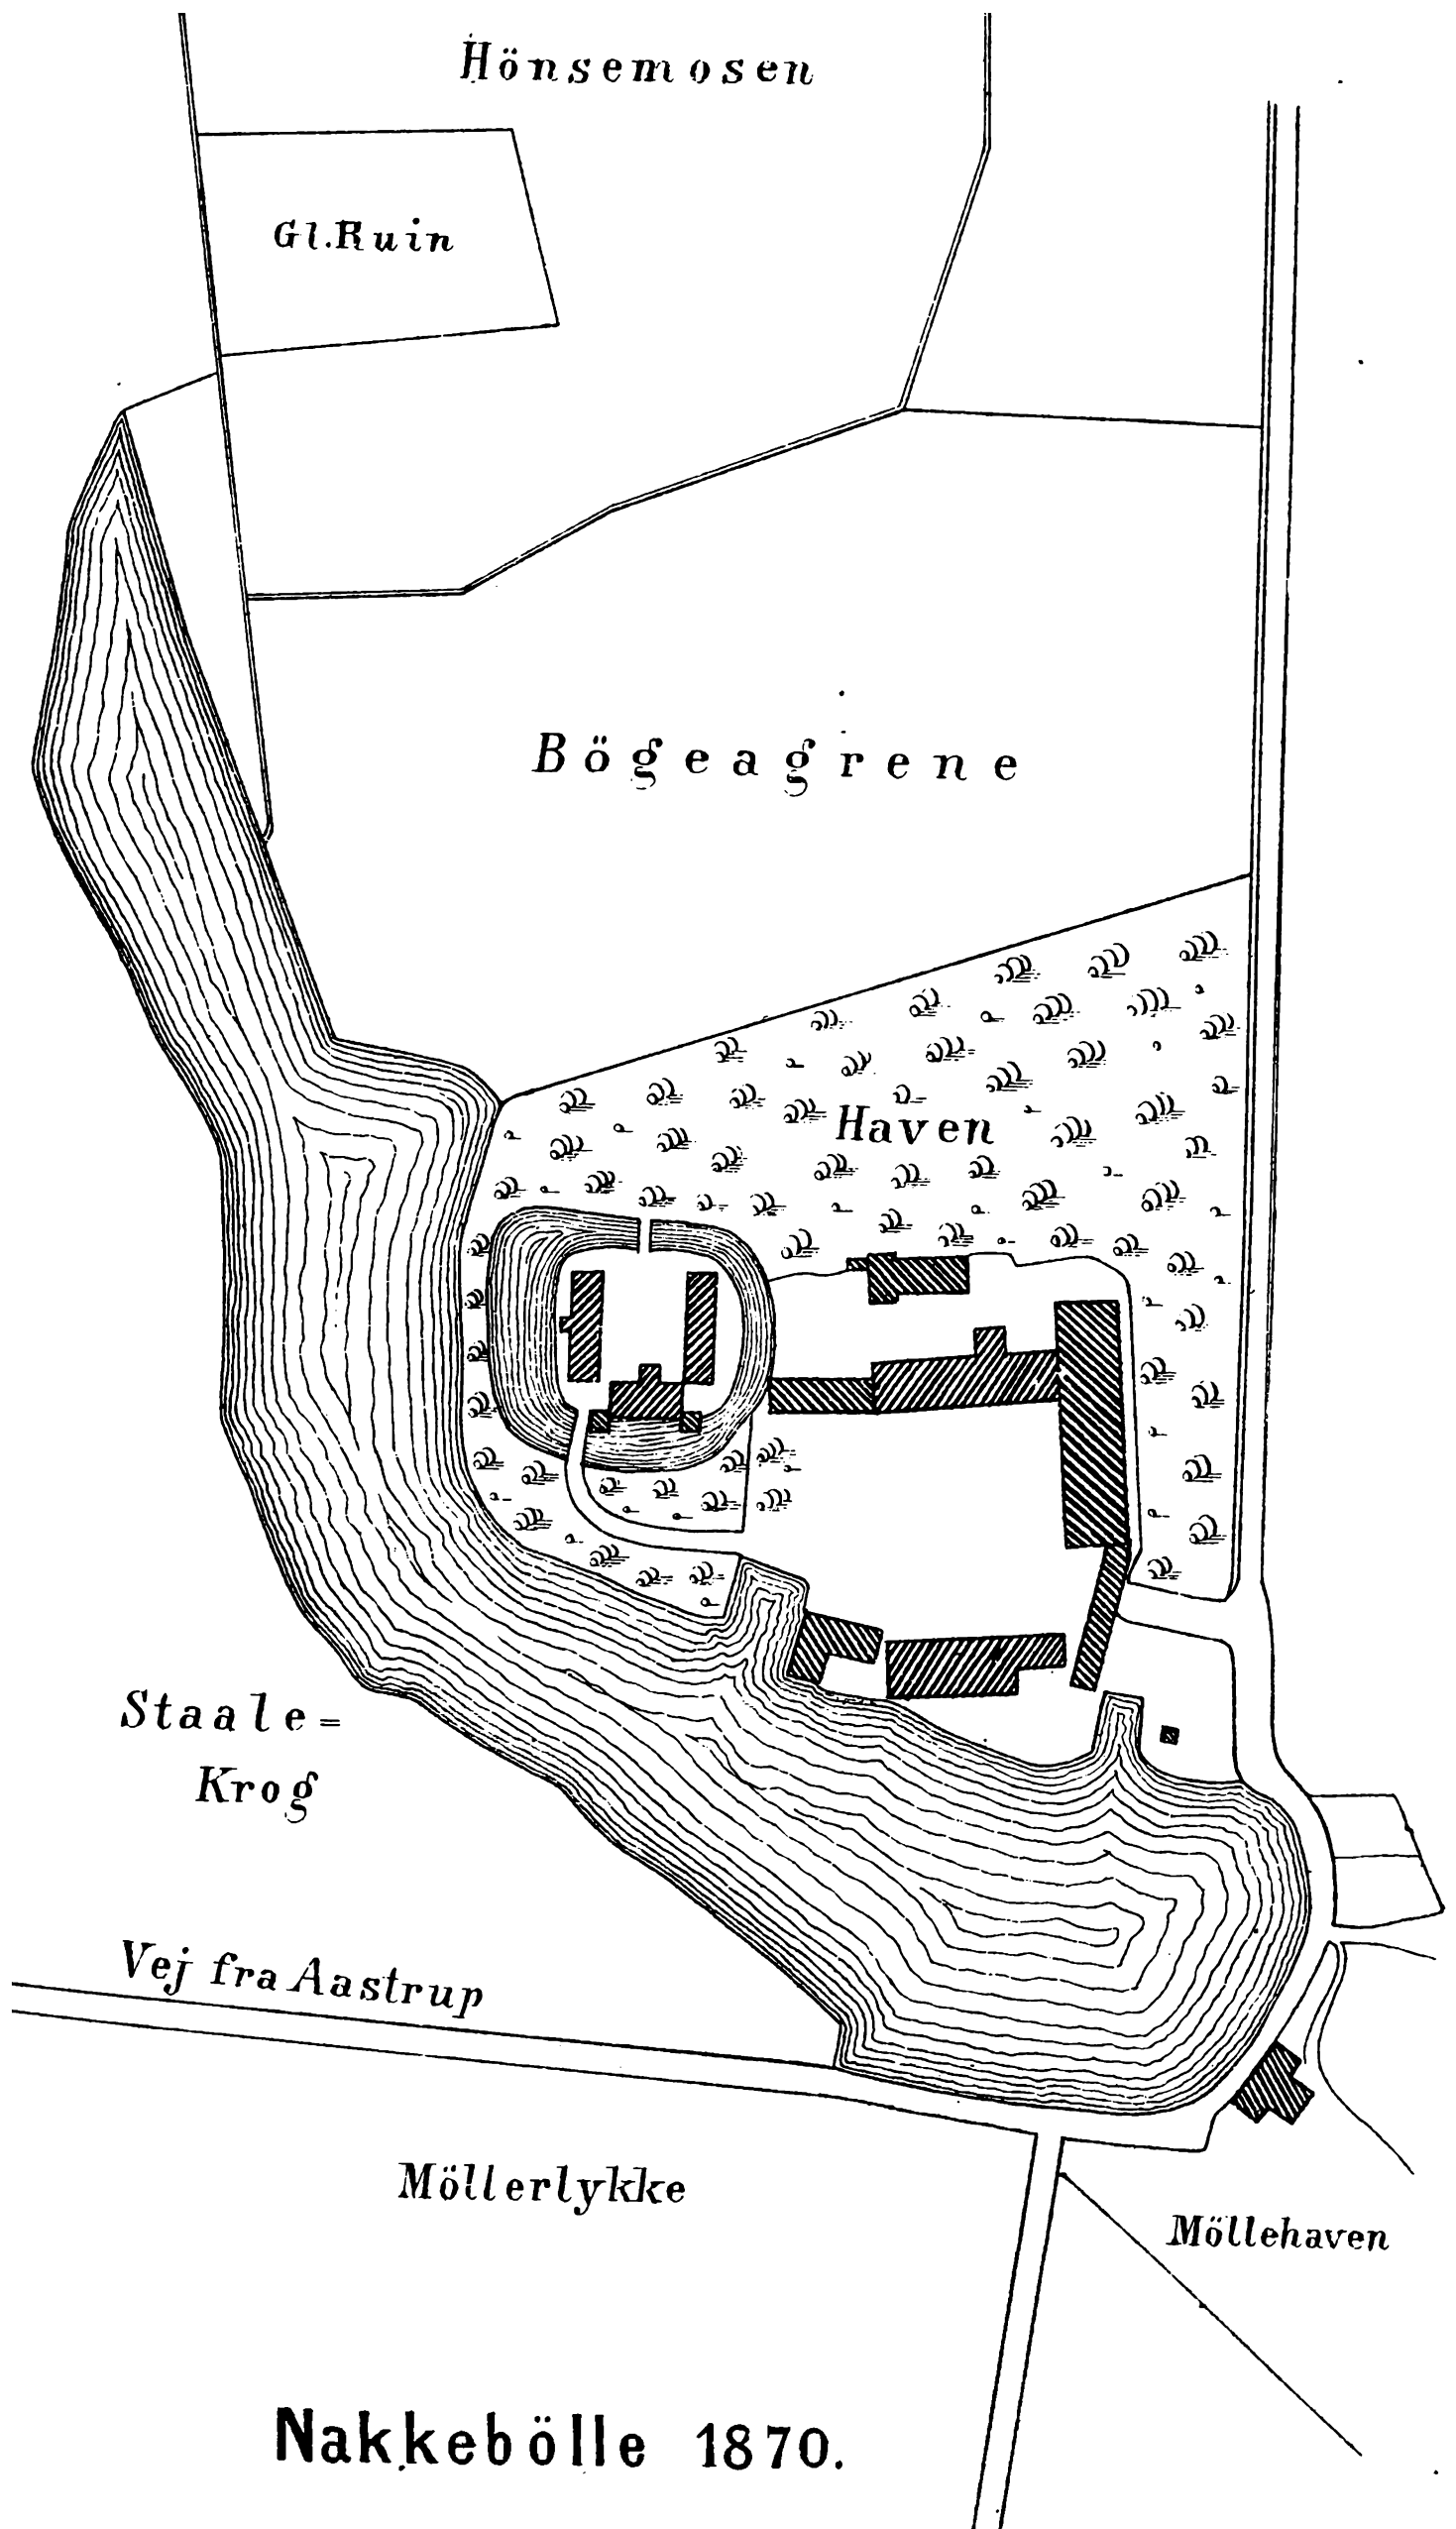 Hönsemosen
Gl. Ruin
Bögeagrene
Haven
Staale=
Krog
Vej fra Aastrup
Möllerlykke
Möllehaven
Nakkebölle 1870.